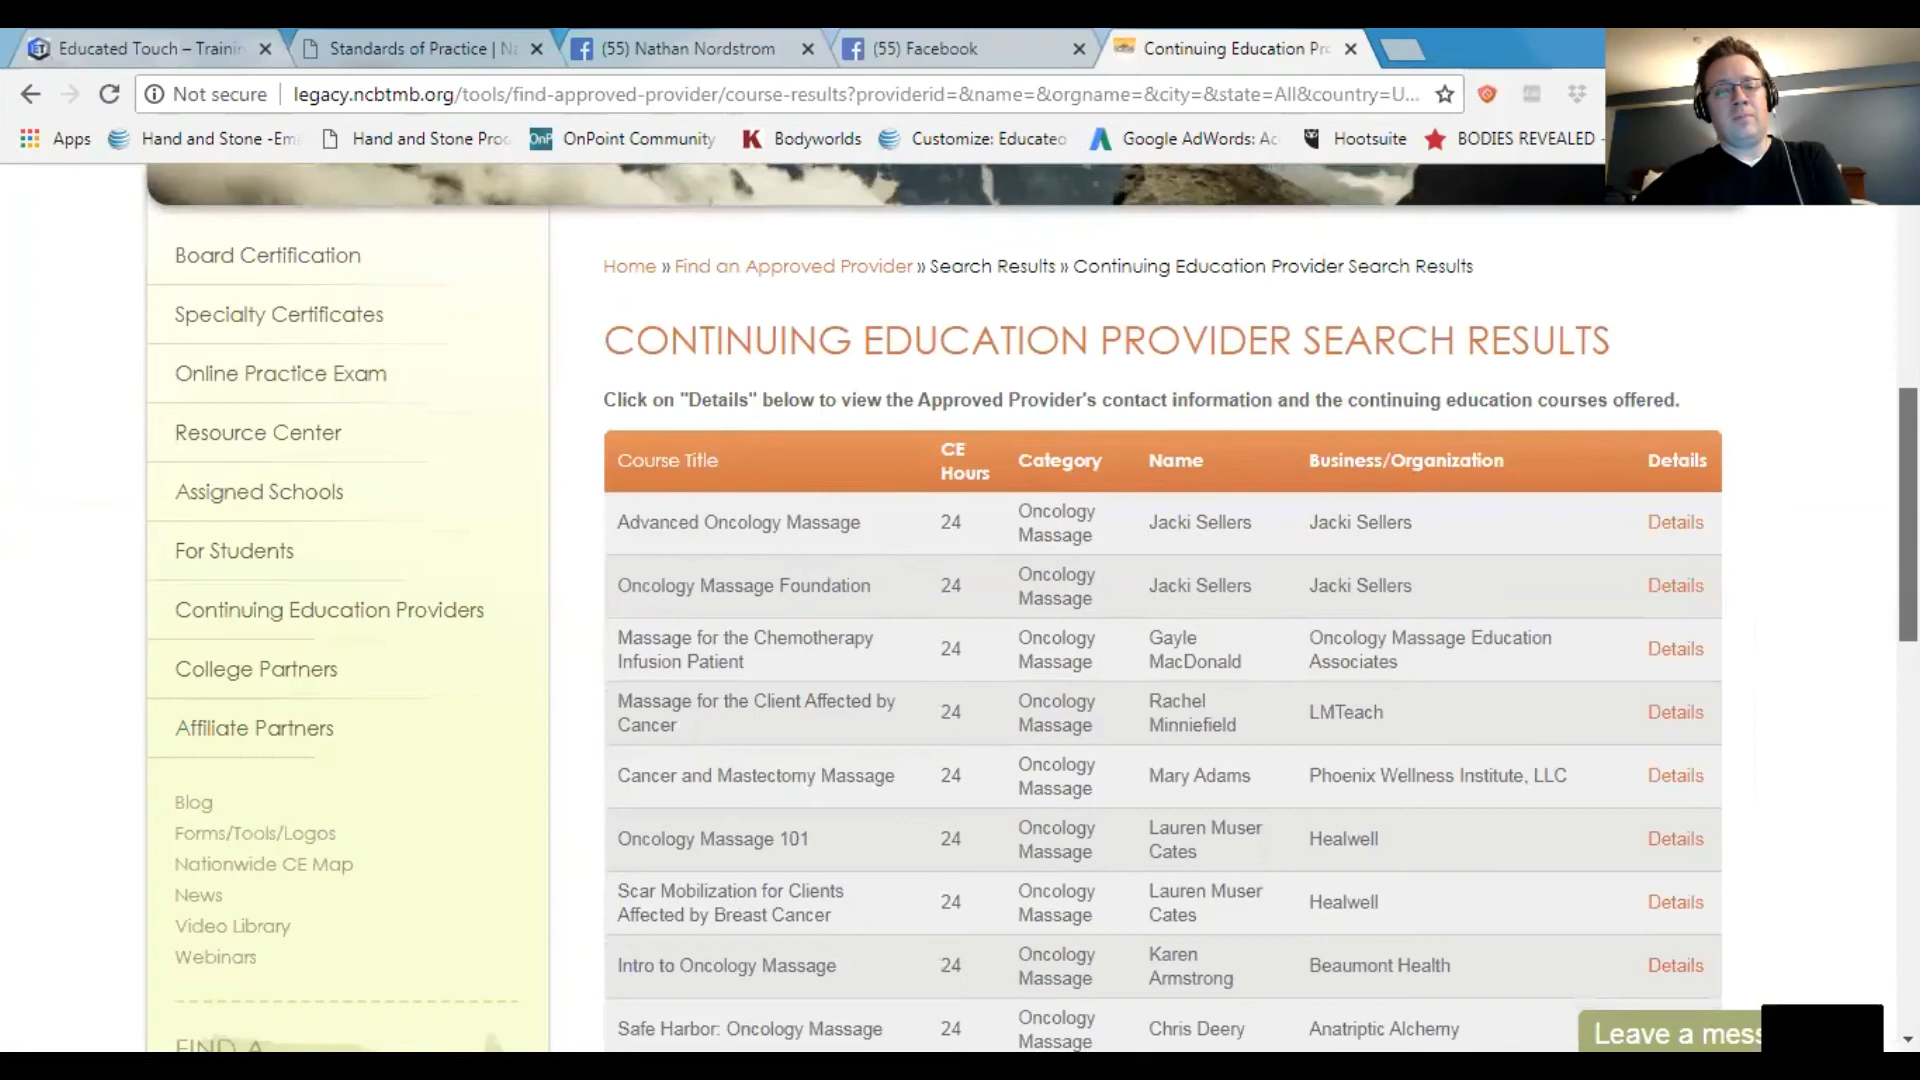 Educated Touch – Trainin
Standards of Practice | N
(55) Nathan Nordstrom
(55) Facebook
Continuing Education Pr
Not secure
legacy.ncbtmb.org/tools/find-approved-provider/course-results?providerid=&name=&orgname=&city=&state=All&country=U...
Apps
Hand and Stone -Em
Hand and Stone Pro
OnPoint Community
Bodyworlds
Customize: Educated
Google AdWords: Ac
Hootsuite
BODIES REVEALED -
Board Certification
Specialty Certificates
Online Practice Exam
Resource Center
Assigned Schools
For Students
Continuing Education Providers
College Partners
Affiliate Partners
Blog
Forms/Tools/Logos
Nationwide CE Map
News
Video Library
Webinars
FIND A
Home » Find an Approved Provider » Search Results » Continuing Education Provider Search Results
CONTINUING EDUCATION PROVIDER SEARCH RESULTS
Click on "Details" below to view the Approved Provider's contact information and the continuing education courses offered.
Course Title CE Hours Category Name Business/Organization Details
Advanced Oncology Massage 24 Oncology Massage Jacki Sellers Jacki Sellers Details
Oncology Massage Foundation 24 Oncology Massage Jacki Sellers Jacki Sellers Details
Massage for the Chemotherapy Infusion Patient 24 Oncology Massage Gayle MacDonald Oncology Massage Education Associates Details
Massage for the Client Affected by Cancer 24 Oncology Massage Rachel Minniefield LMTeach Details
Cancer and Mastectomy Massage 24 Oncology Massage Mary Adams Phoenix Wellness Institute, LLC Details
Oncology Massage 101 24 Oncology Massage Lauren Muser Cates Healwell Details
Scar Mobilization for Clients Affected by Breast Cancer 24 Oncology Massage Lauren Muser Cates Healwell Details
Intro to Oncology Massage 24 Oncology Massage Karen Armstrong Beaumont Health Details
Safe Harbor: Oncology Massage 24 Oncology Massage Chris Deery Anatriptic Alchemy
Leave a mess